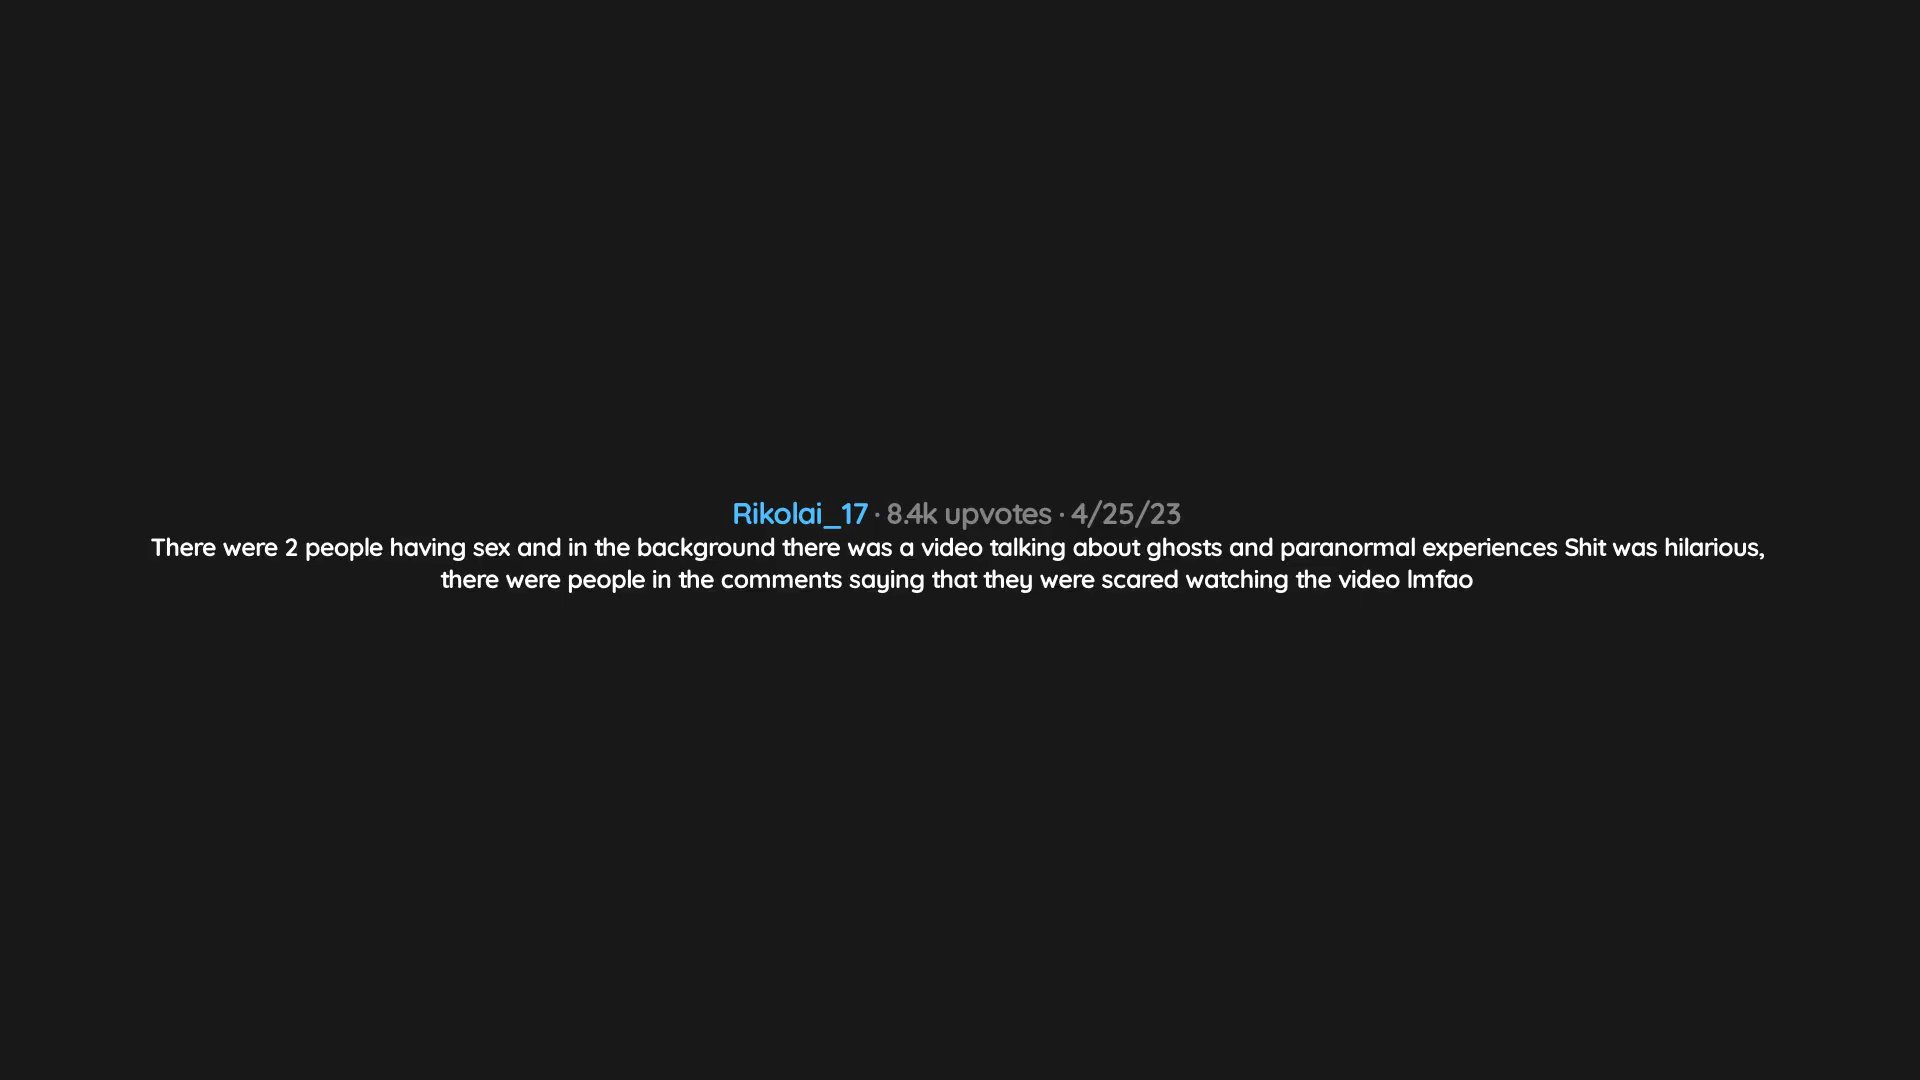 Rikolai_17 · 8.4k upvotes · 4/25/23
There were 2 people having sex and in the background there was a video talking about ghosts and paranormal experiences Shit was hilarious,
there were people in the comments saying that they were scared watching the video lmfao